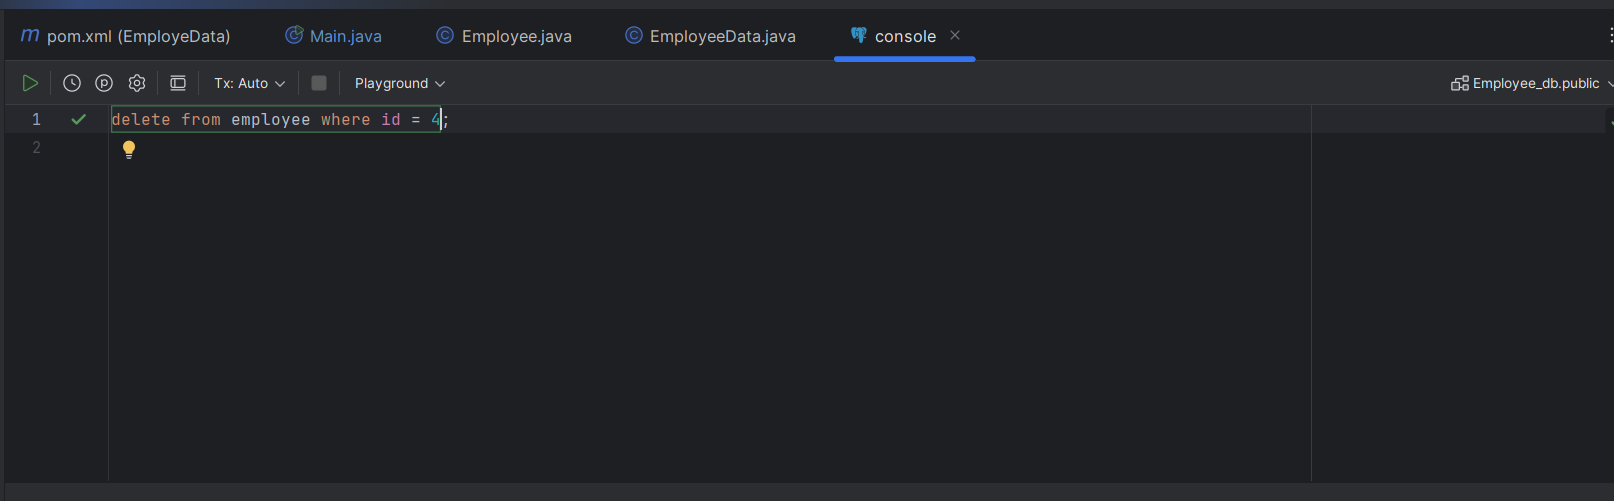 pom.xml (EmployeData) Main.java Employee.java EmployeeData.java console
Tx: Auto Playground Employee_db.public
1 delete from employee where id = 4;
2